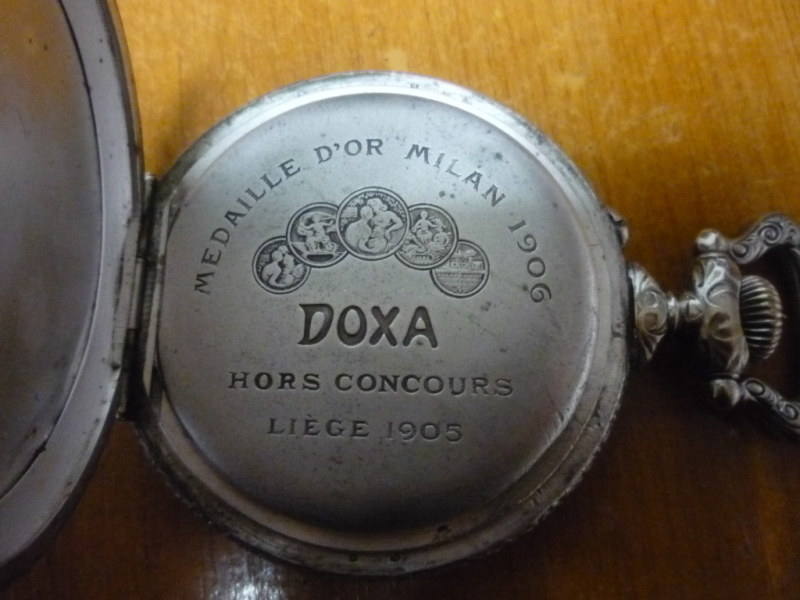 MEDAILLE D'OR MILAN 1906
DOXA
HORS CONCOURS
LIÈGE 1905